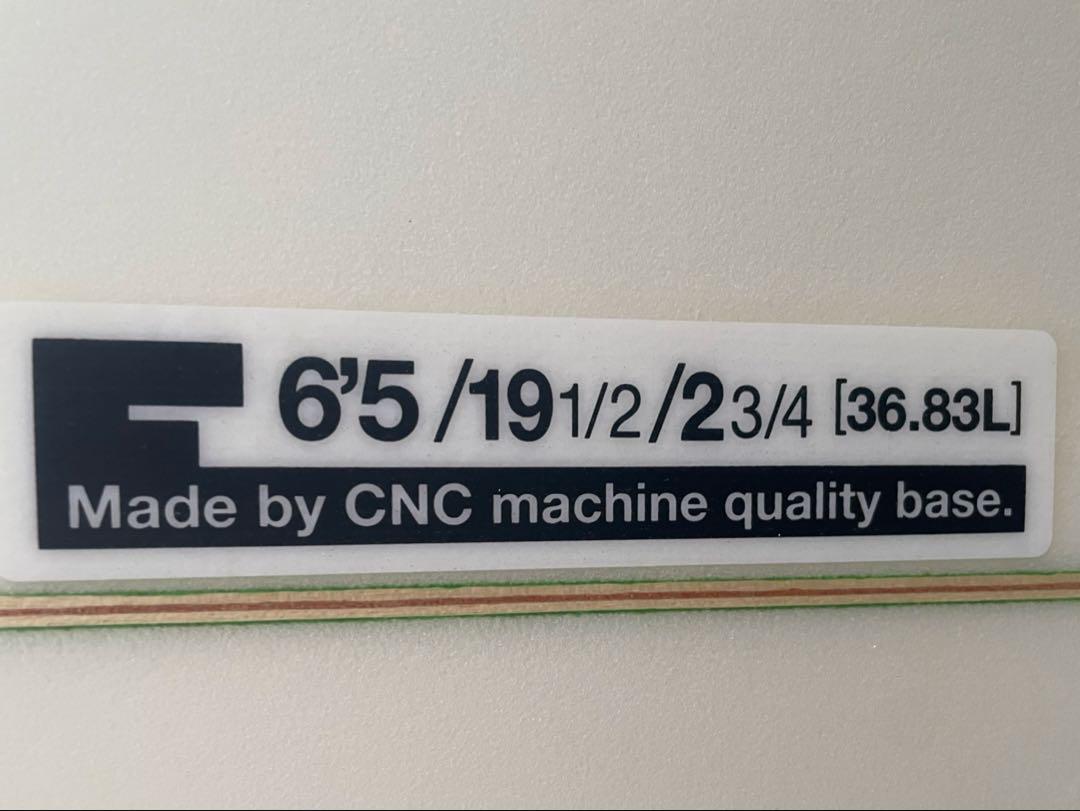 6’5/19 1/2/2 3/4 [36.83L]
Made by CNC machine quality base.